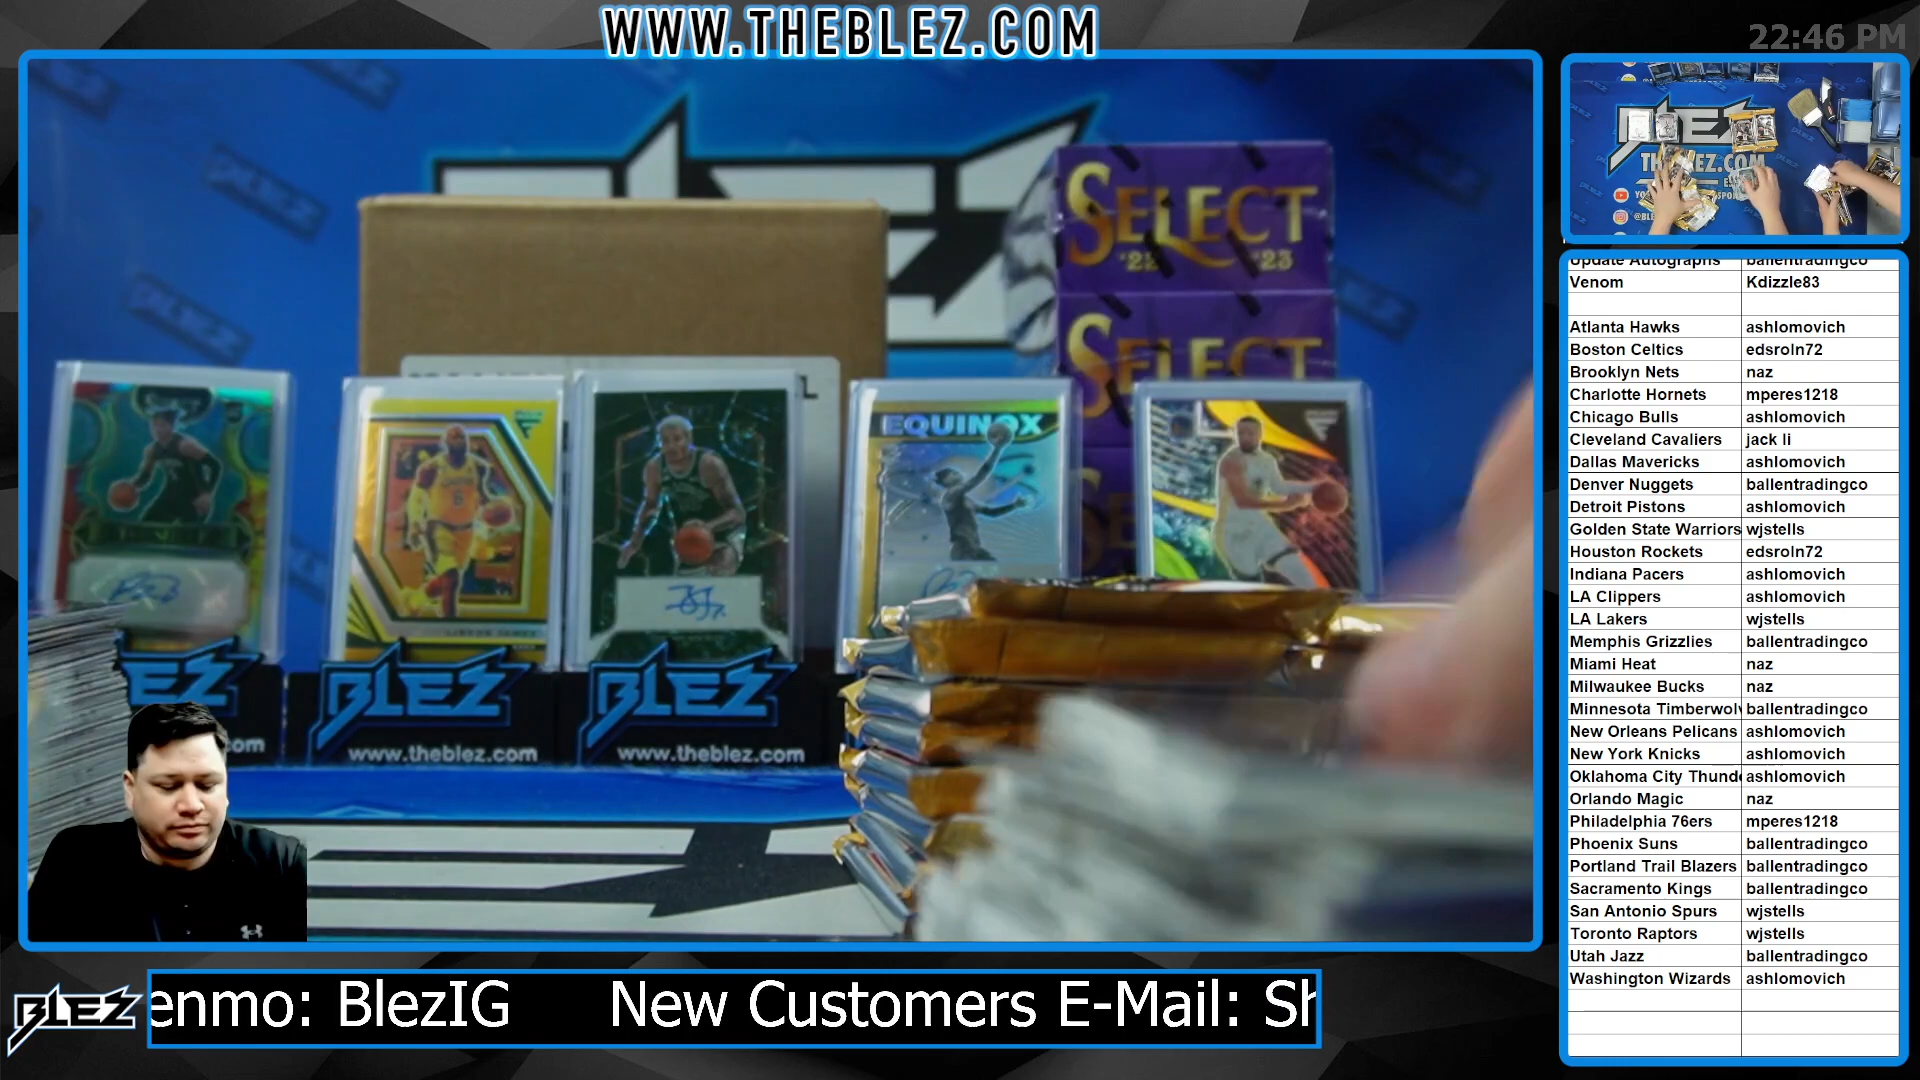 WWW.THEBLEZ.COM
22:46 PM
SELECT
'22 '23
SELECT
EQUINOX
BLEZ
www.theblez.com
BLEZ
www.theblez.com
Update Autographs ballentradingco
Venom Kdizzle83
Atlanta Hawks ashlomovich
Boston Celtics edsroln72
Brooklyn Nets naz
Charlotte Hornets mperes1218
Chicago Bulls ashlomovich
Cleveland Cavaliers jack li
Dallas Mavericks ashlomovich
Denver Nuggets ballentradingco
Detroit Pistons ashlomovich
Golden State Warriors wjstells
Houston Rockets edsroln72
Indiana Pacers ashlomovich
LA Clippers ashlomovich
LA Lakers wjstells
Memphis Grizzlies ballentradingco
Miami Heat naz
Milwaukee Bucks naz
Minnesota Timberwolv ballentradingco
New Orleans Pelicans ashlomovich
New York Knicks ashlomovich
Oklahoma City Thunde ashlomovich
Orlando Magic naz
Philadelphia 76ers mperes1218
Phoenix Suns ballentradingco
Portland Trail Blazers ballentradingco
Sacramento Kings ballentradingco
San Antonio Spurs wjstells
Toronto Raptors wjstells
Utah Jazz ballentradingco
Washington Wizards ashlomovich
BLEZ
enmo: BlezIG New Customers E-Mail: Sh